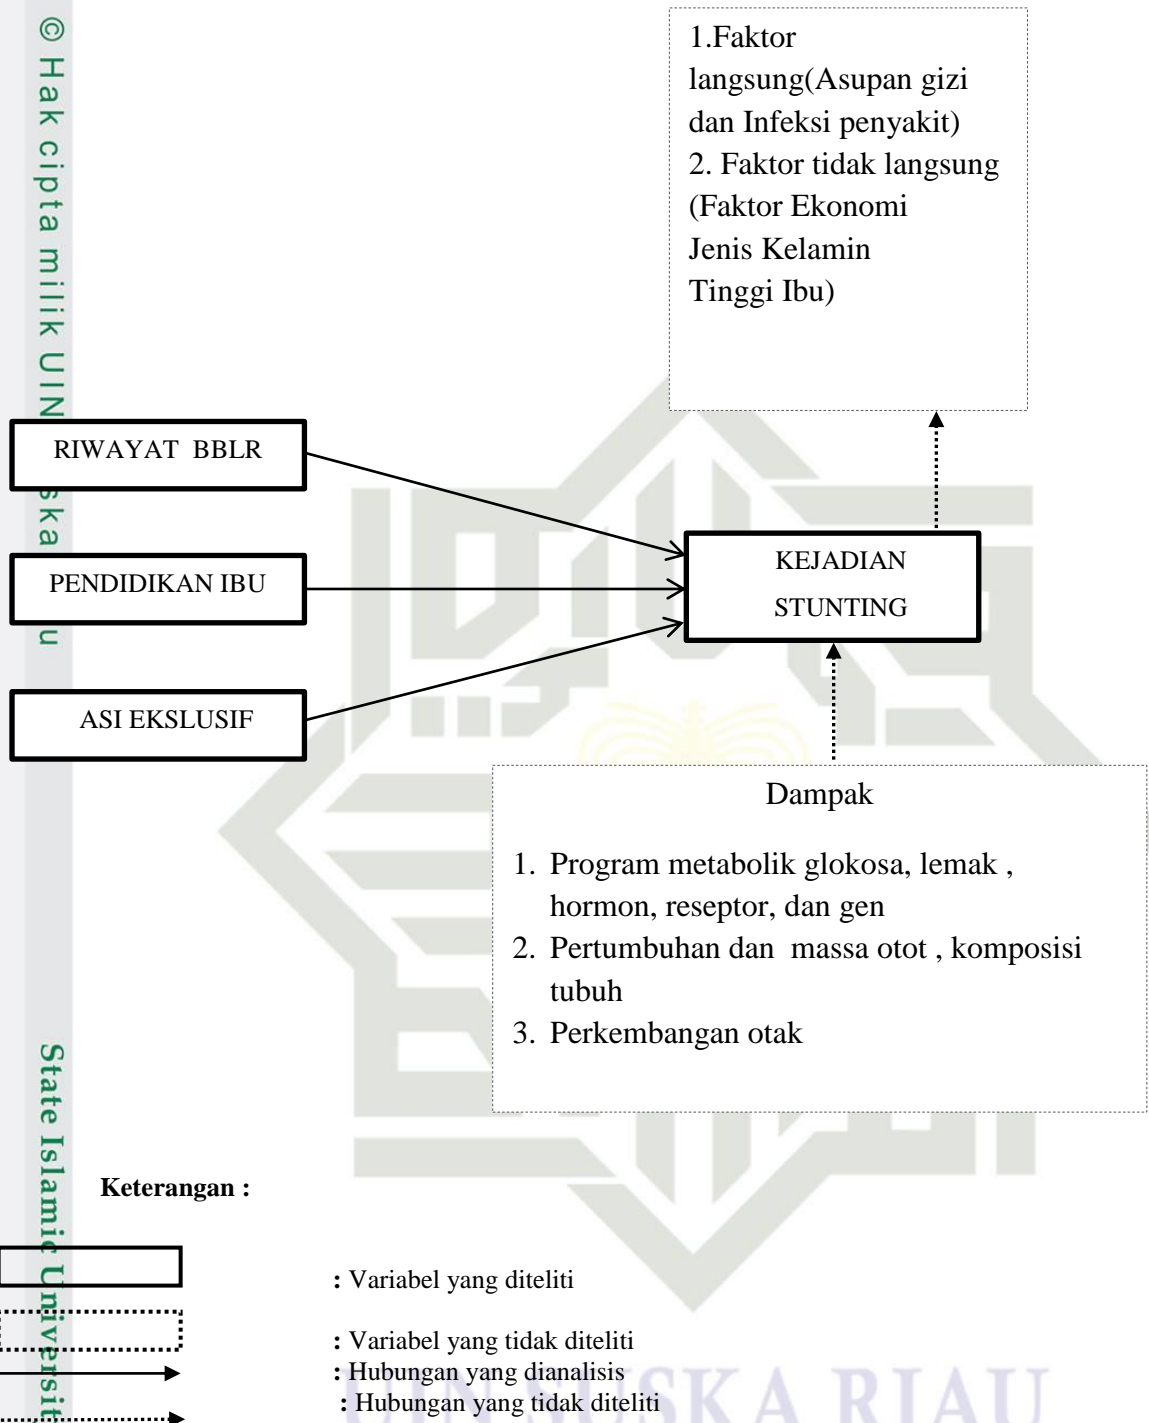 © Hak cipta milik UIN Suska Riau
1.Faktor
langsung(Asupan gizi
dan Infeksi penyakit)
2. Faktor tidak langsung
(Faktor Ekonomi
Jenis Kelamin
Tinggi Ibu)
RIWAYAT BBLR
PENDIDIKAN IBU
ASI EKSLUSIF
KEJADIAN
STUNTING
Dampak
1. Program metabolik glokosa, lemak ,
hormon, reseptor, dan gen
2. Pertumbuhan dan massa otot , komposisi
tubuh
3. Perkembangan otak
State Islamic Universit
Keterangan :
: Variabel yang diteliti
: Variabel yang tidak diteliti
: Hubungan yang dianalisis
: Hubungan yang tidak diteliti
UIN SUSKA RIAU